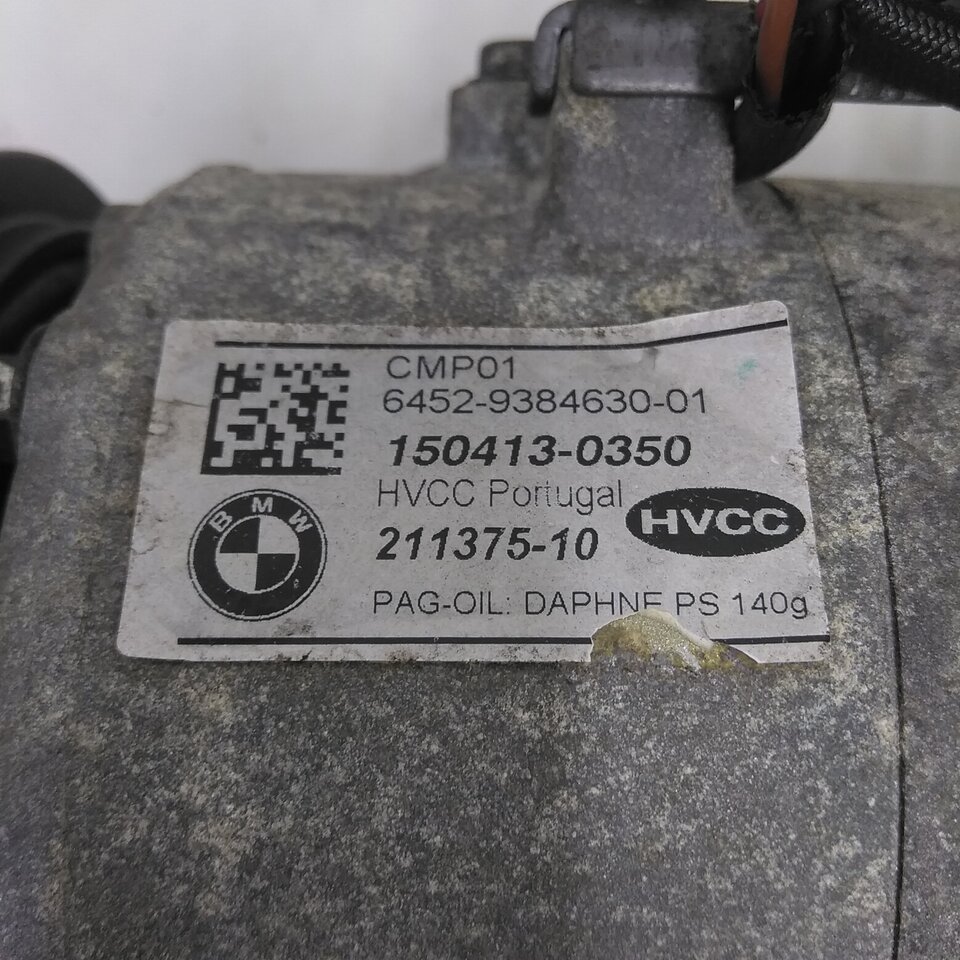 CMP01
6452-9384630-01
150413-0350
HVCC Portugal
HVCC
BMW
211375-10
PAG-OIL: DAPHNE PS 140g